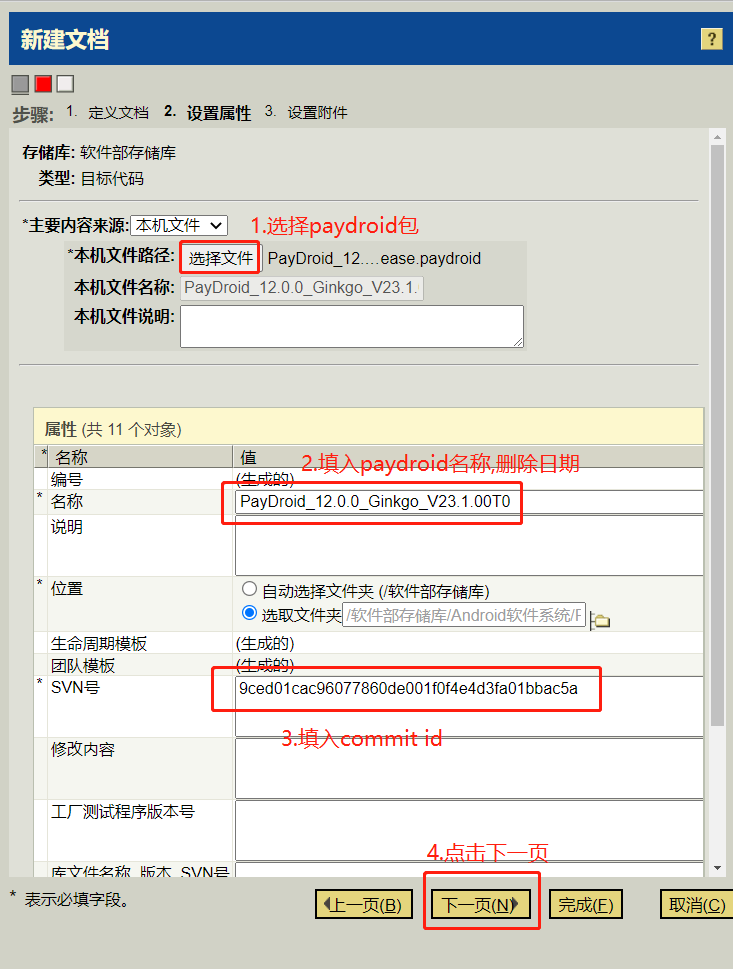 新建文档
?
步骤: 1. 定义文档 2. 设置属性 3. 设置附件
存储库: 软件部存储库
类型: 目标代码
*主要内容来源: 本机文件 1.选择paydroid包
*本机文件路径: 选择文件 PayDroid_12....ease.paydroid
本机文件名称: PayDroid_12.0.0_Ginkgo_V23.1.
本机文件说明:
属性 (共 11 个对象)
* 名称 值
2.填入paydroid名称,删除日期
编号 (生成的)
* 名称 PayDroid_12.0.0_Ginkgo_V23.1.00T0
说明
* 位置 自动选择文件夹 (/软件部存储库)
选取文件夹 /软件部存储库/Android软件系统/F
生命周期模板 (生成的)
团队模板 (生成的)
* SVN号 9ced01cac96077860de001f0f4e4d3fa01bbac5a
3.填入commit id
修改内容
工厂测试程序版本号
4.点击下一页
库文件名称_版本_SVN号
* 表示必填字段。
上一页(B) 下一页(N) 完成(F) 取消(C)